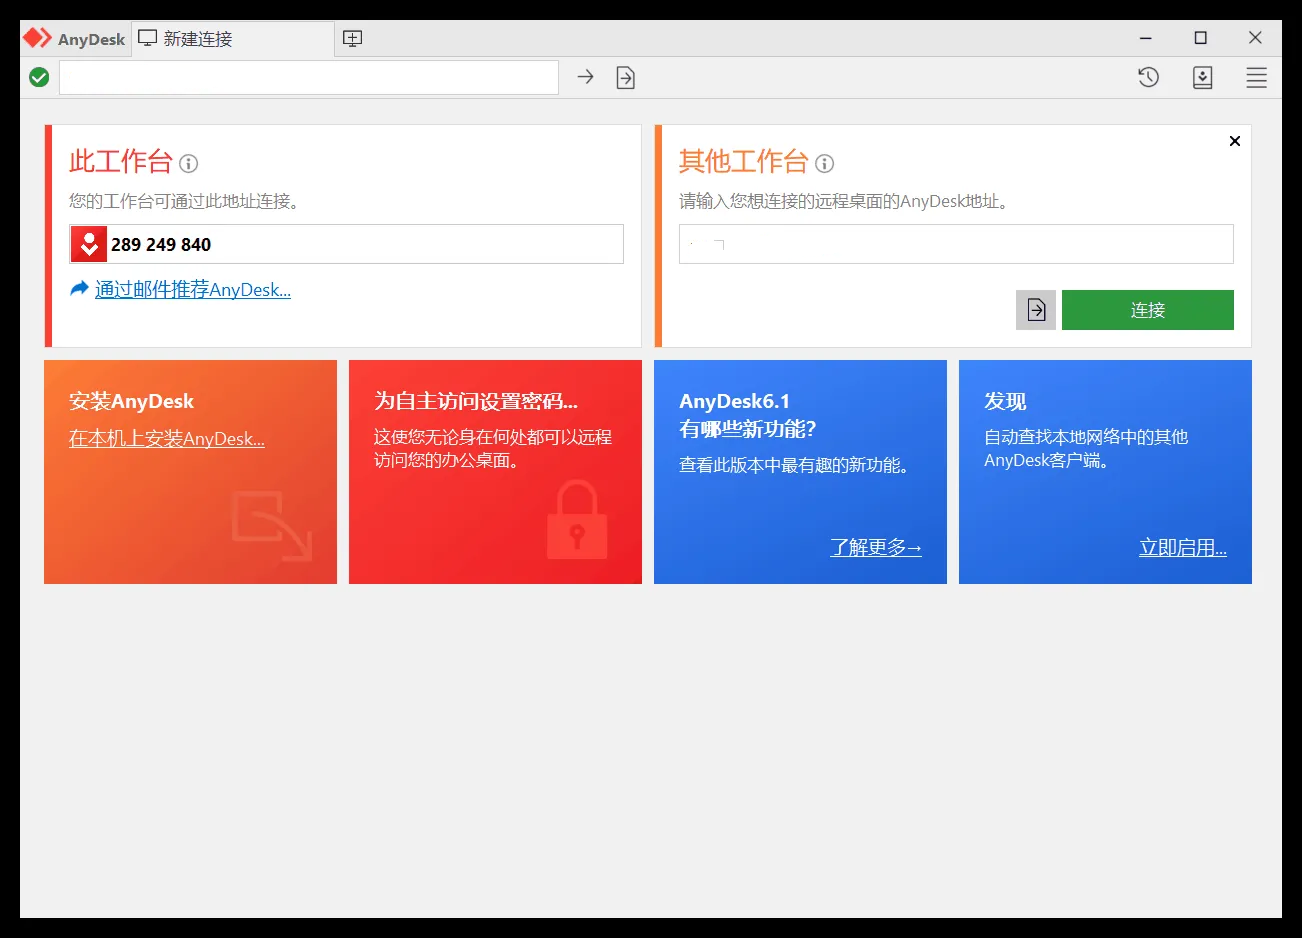 AnyDesk
新建连接
此工作台
您的工作台可通过此地址连接。
289 249 840
通过邮件推荐AnyDesk...
其他工作台
请输入您想连接的远程桌面的AnyDesk地址。
连接
安装AnyDesk
在本机上安装AnyDesk...
为自主访问设置密码...
这使您无论身在何处都可以远程
访问您的办公桌面。
AnyDesk6.1
有哪些新功能?
查看此版本中最有趣的新功能。
了解更多→
发现
自动查找本地网络中的其他
AnyDesk客户端。
立即启用...